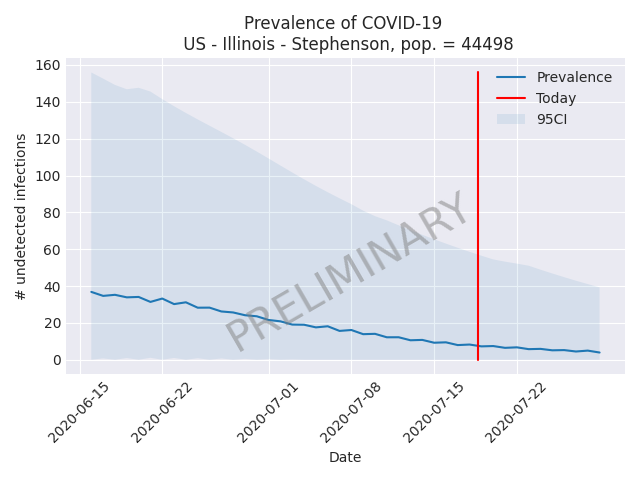 Prevalence of COVID-19
US - Illinois - Stephenson, pop. = 44498
# undetected infections
160
140
120
100
80
60
40
20
0
Prevalence
Today
95CI
PRELIMINARY
2020-06-15
2020-06-22
2020-07-01
2020-07-08
2020-07-15
2020-07-22
Date